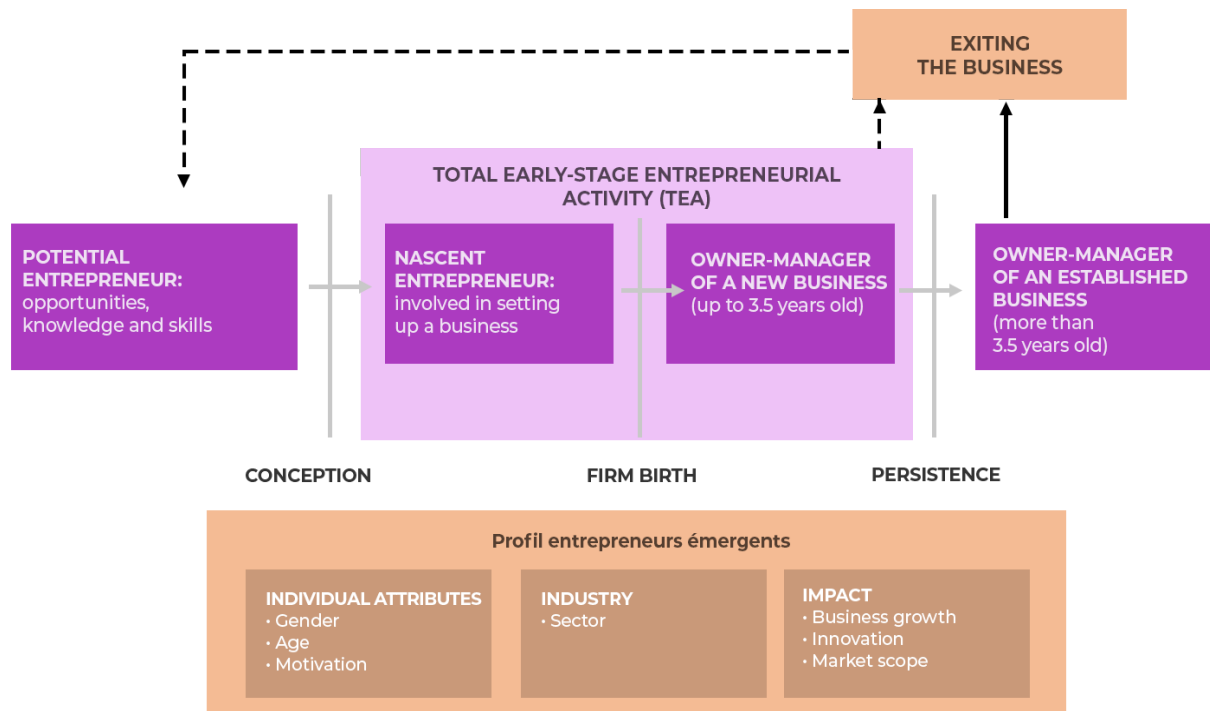 EXITING
THE BUSINESS
TOTAL EARLY-STAGE ENTREPRENEURIAL
ACTIVITY (TEA)
POTENTIAL
ENTREPRENEUR:
opportunities,
knowledge and skills
NASCENT
ENTREPRENEUR:
involved in setting
up a business
OWNER-MANAGER
OF A NEW BUSINESS
(up to 3.5 years old)
OWNER-MANAGER
OF AN ESTABLISHED
BUSINESS
(more than
3.5 years old)
CONCEPTION
FIRM BIRTH
PERSISTENCE
Profil entrepreneurs émergents
INDIVIDUAL ATTRIBUTES
• Gender
• Age
• Motivation
INDUSTRY
• Sector
IMPACT
• Business growth
• Innovation
• Market scope